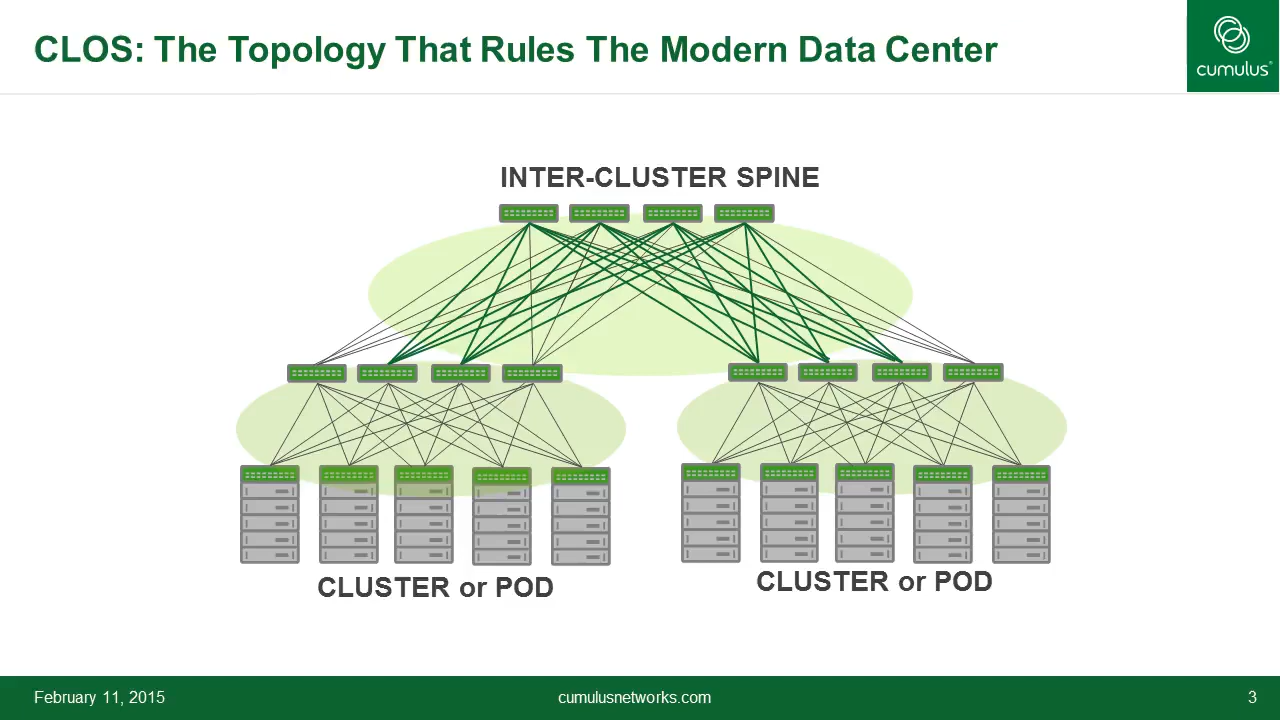 CLOS: The Topology That Rules The Modern Data Center
cumulus®
INTER-CLUSTER SPINE
CLUSTER or POD
CLUSTER or POD
February 11, 2015
cumulusnetworks.com
3